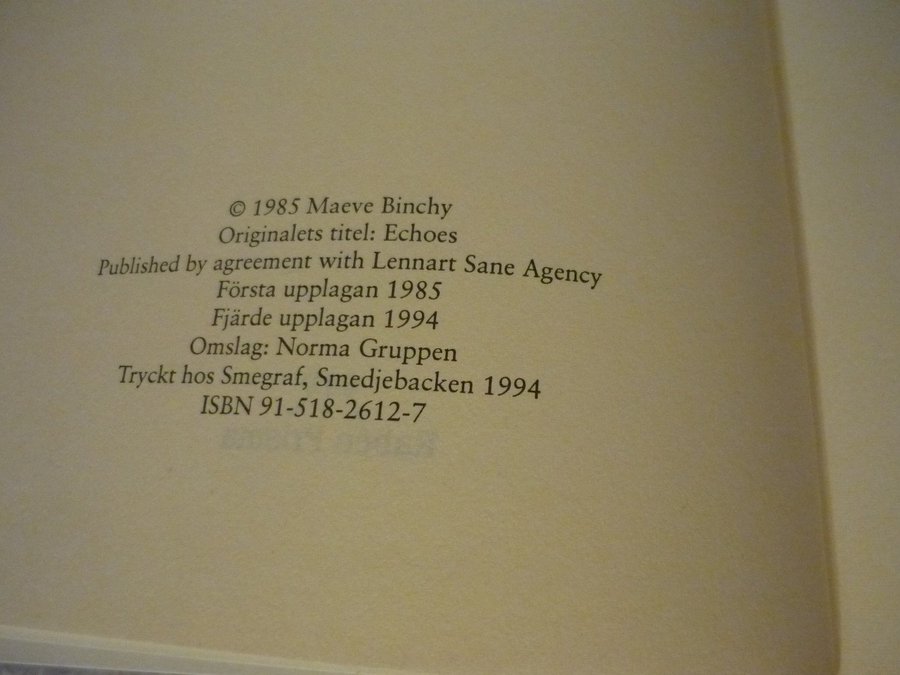 © 1985 Maeve Binchy
Originalets titel: Echoes
Published by agreement with Lennart Sane Agency
Första upplagan 1985
Fjärde upplagan 1994
Omslag: Norma Gruppen
Tryckt hos Smegraf, Smedjebacken 1994
ISBN 91-518-2612-7